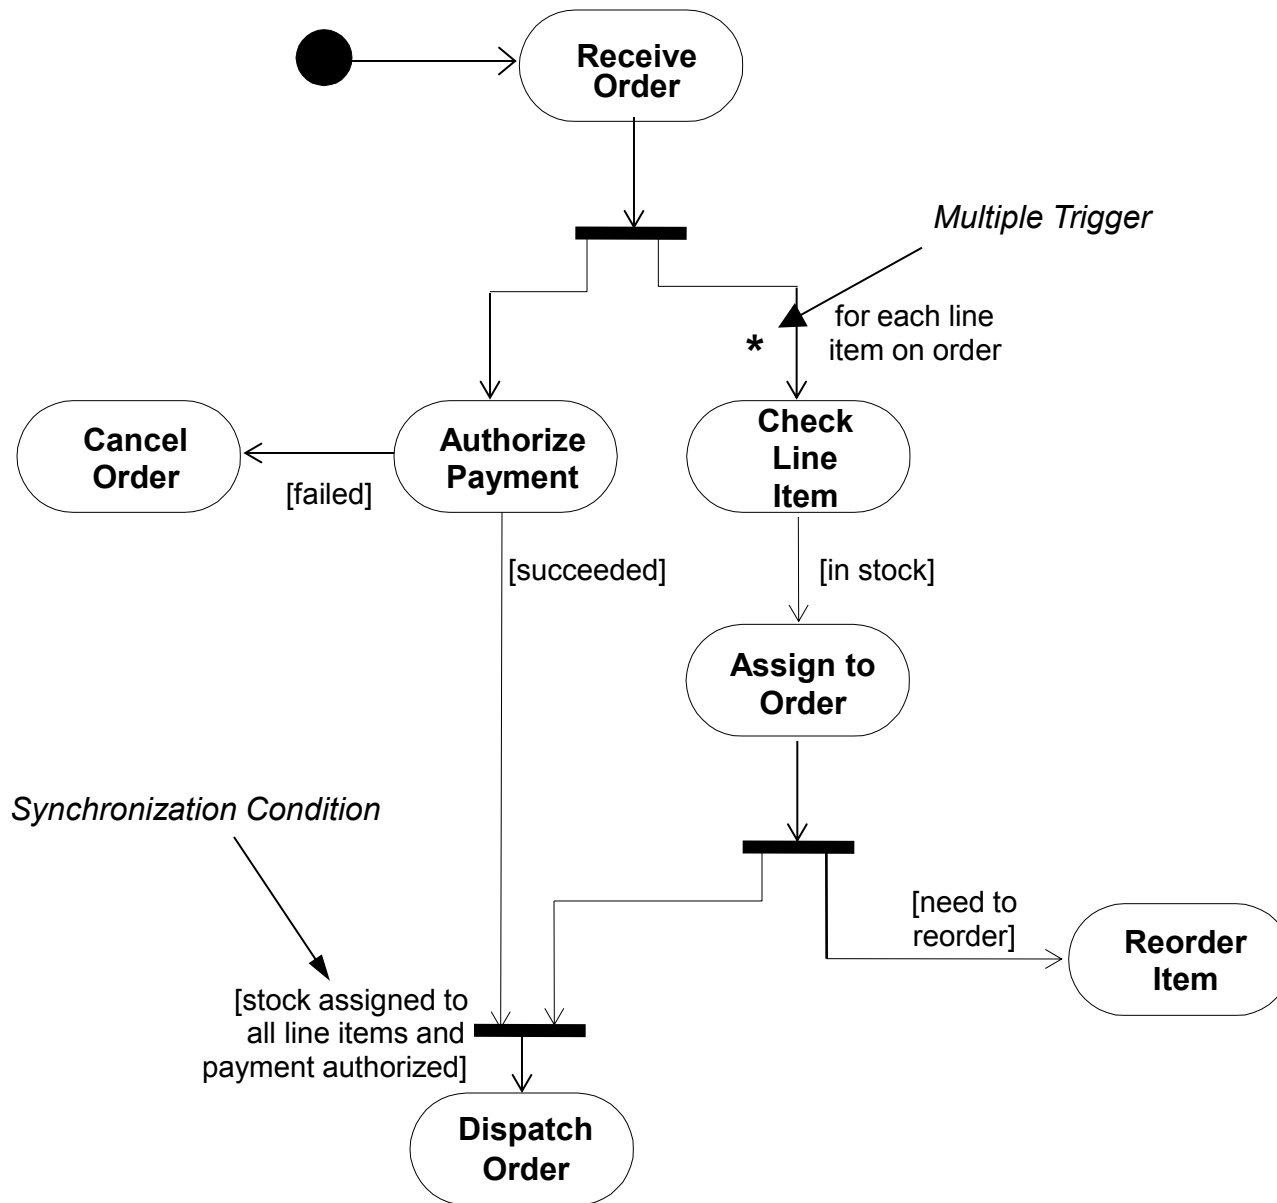 Receive
Order
Multiple Trigger
for each line
item on order
*
Cancel
Order
Authorize
Payment
Check
Line
Item
[failed]
[succeeded]
[in stock]
Assign to
Order
Synchronization Condition
[need to
reorder]
Reorder
Item
[stock assigned to
all line items and
payment authorized]
Dispatch
Order